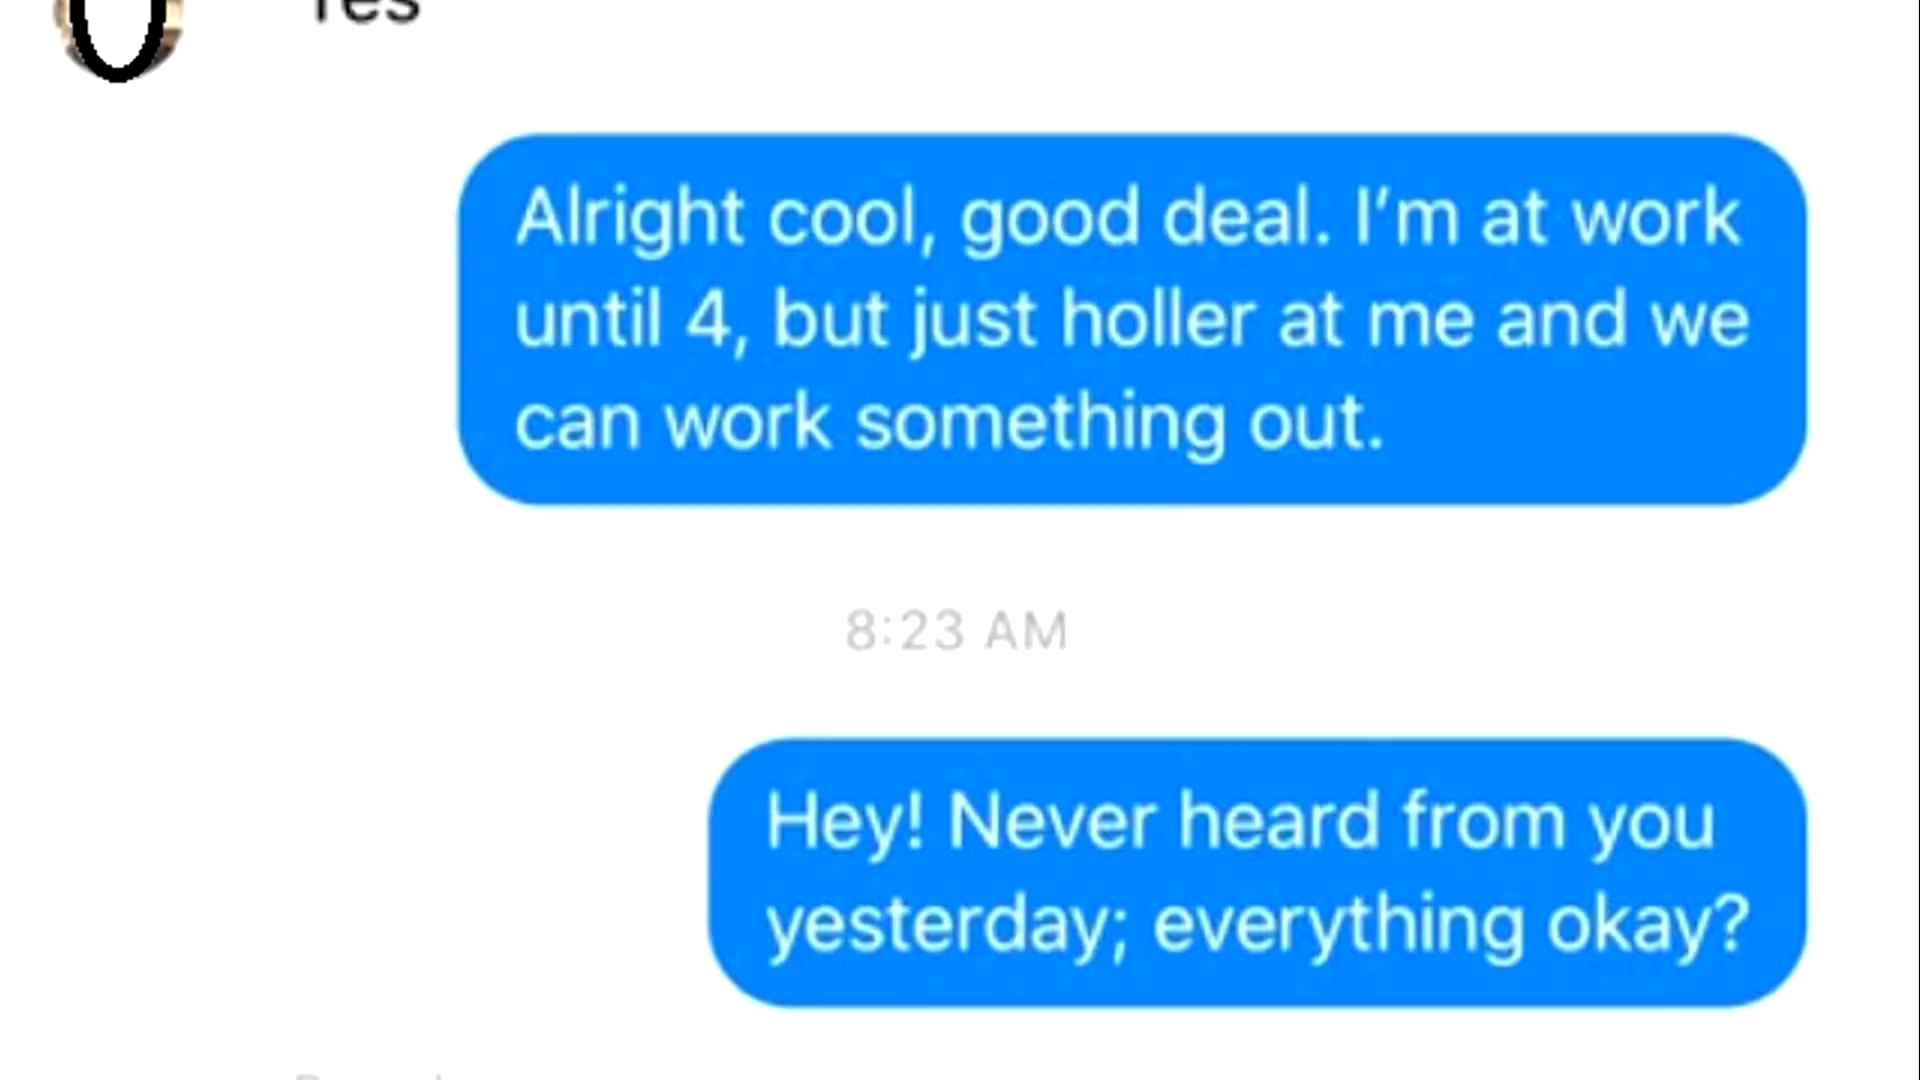 Yes
Alright cool, good deal. I’m at work
until 4, but just holler at me and we
can work something out.
8:23 AM
Hey! Never heard from you
yesterday; everything okay?